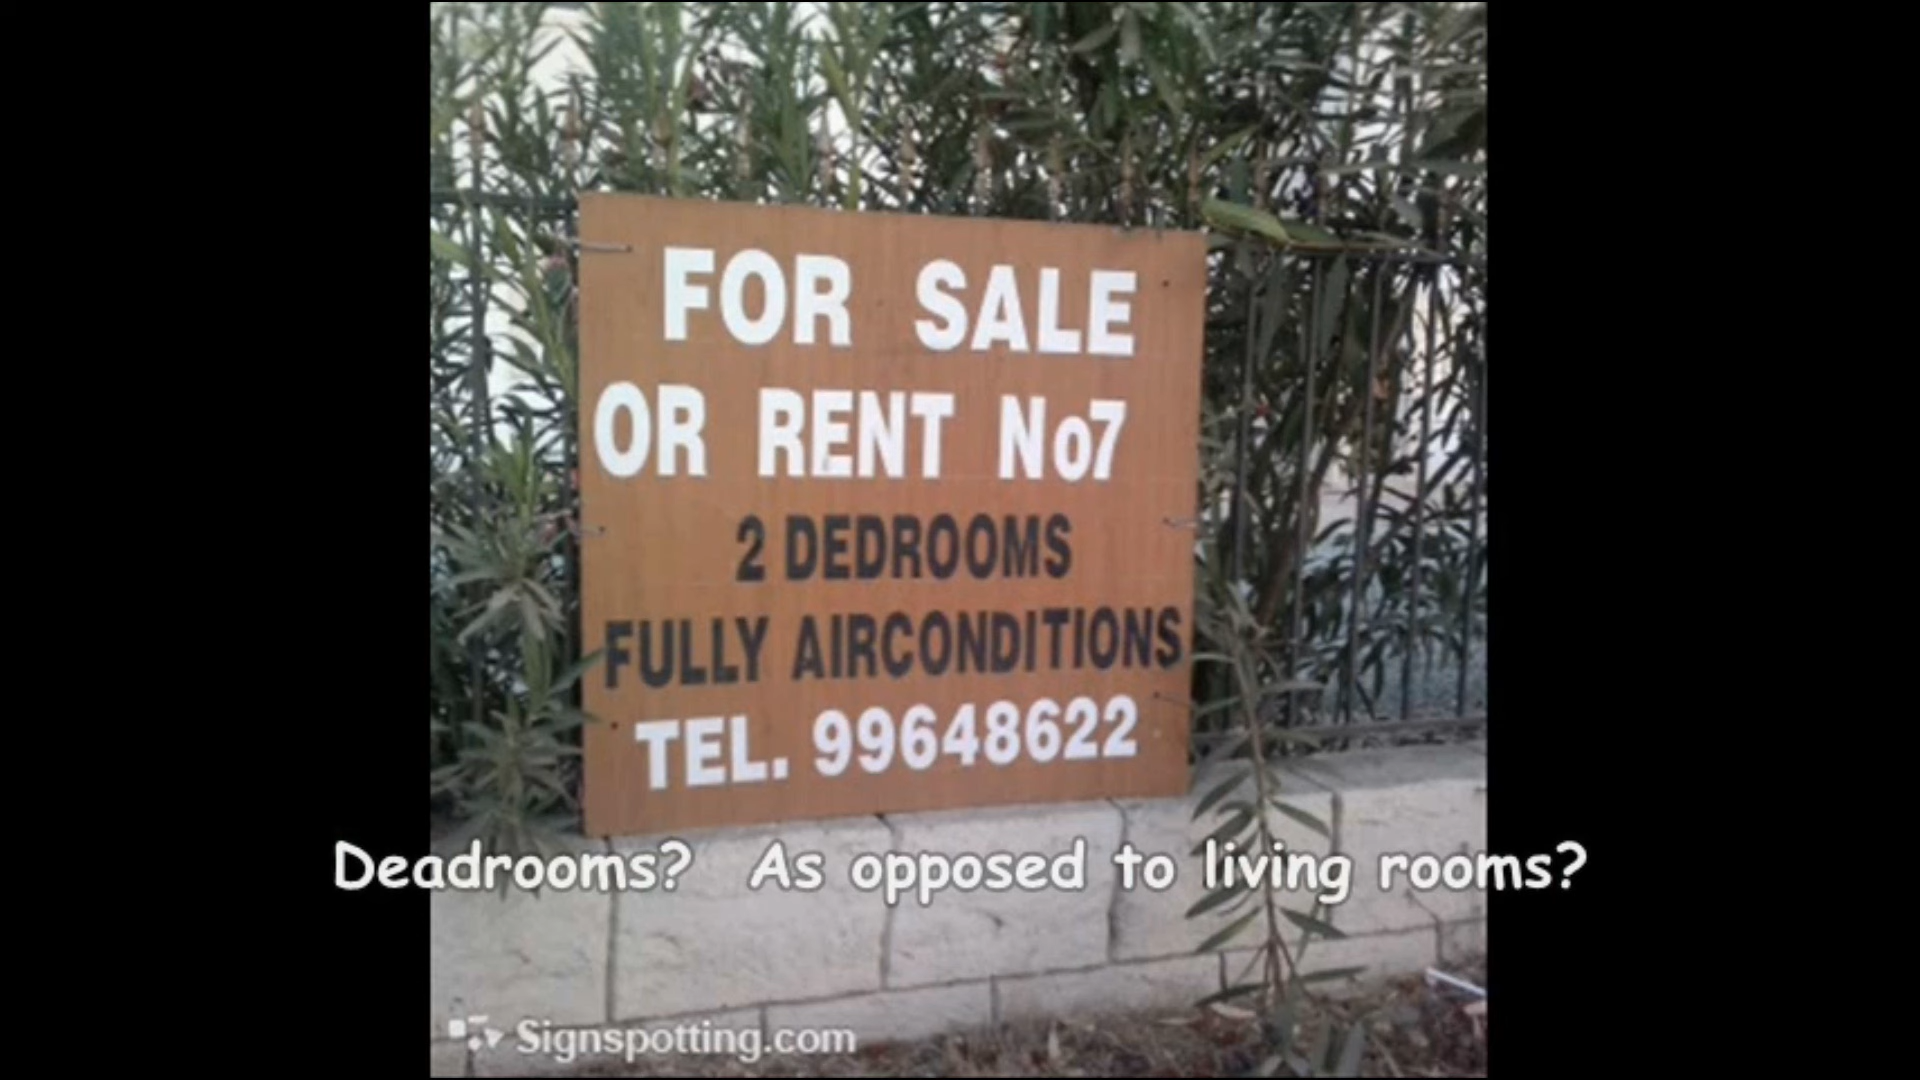 FOR SALE
OR RENT No7
2 DEDROOMS
FULLY AIRCONDITIONS
TEL. 99648622
Deadrooms? As opposed to living rooms?
Signspotting.com